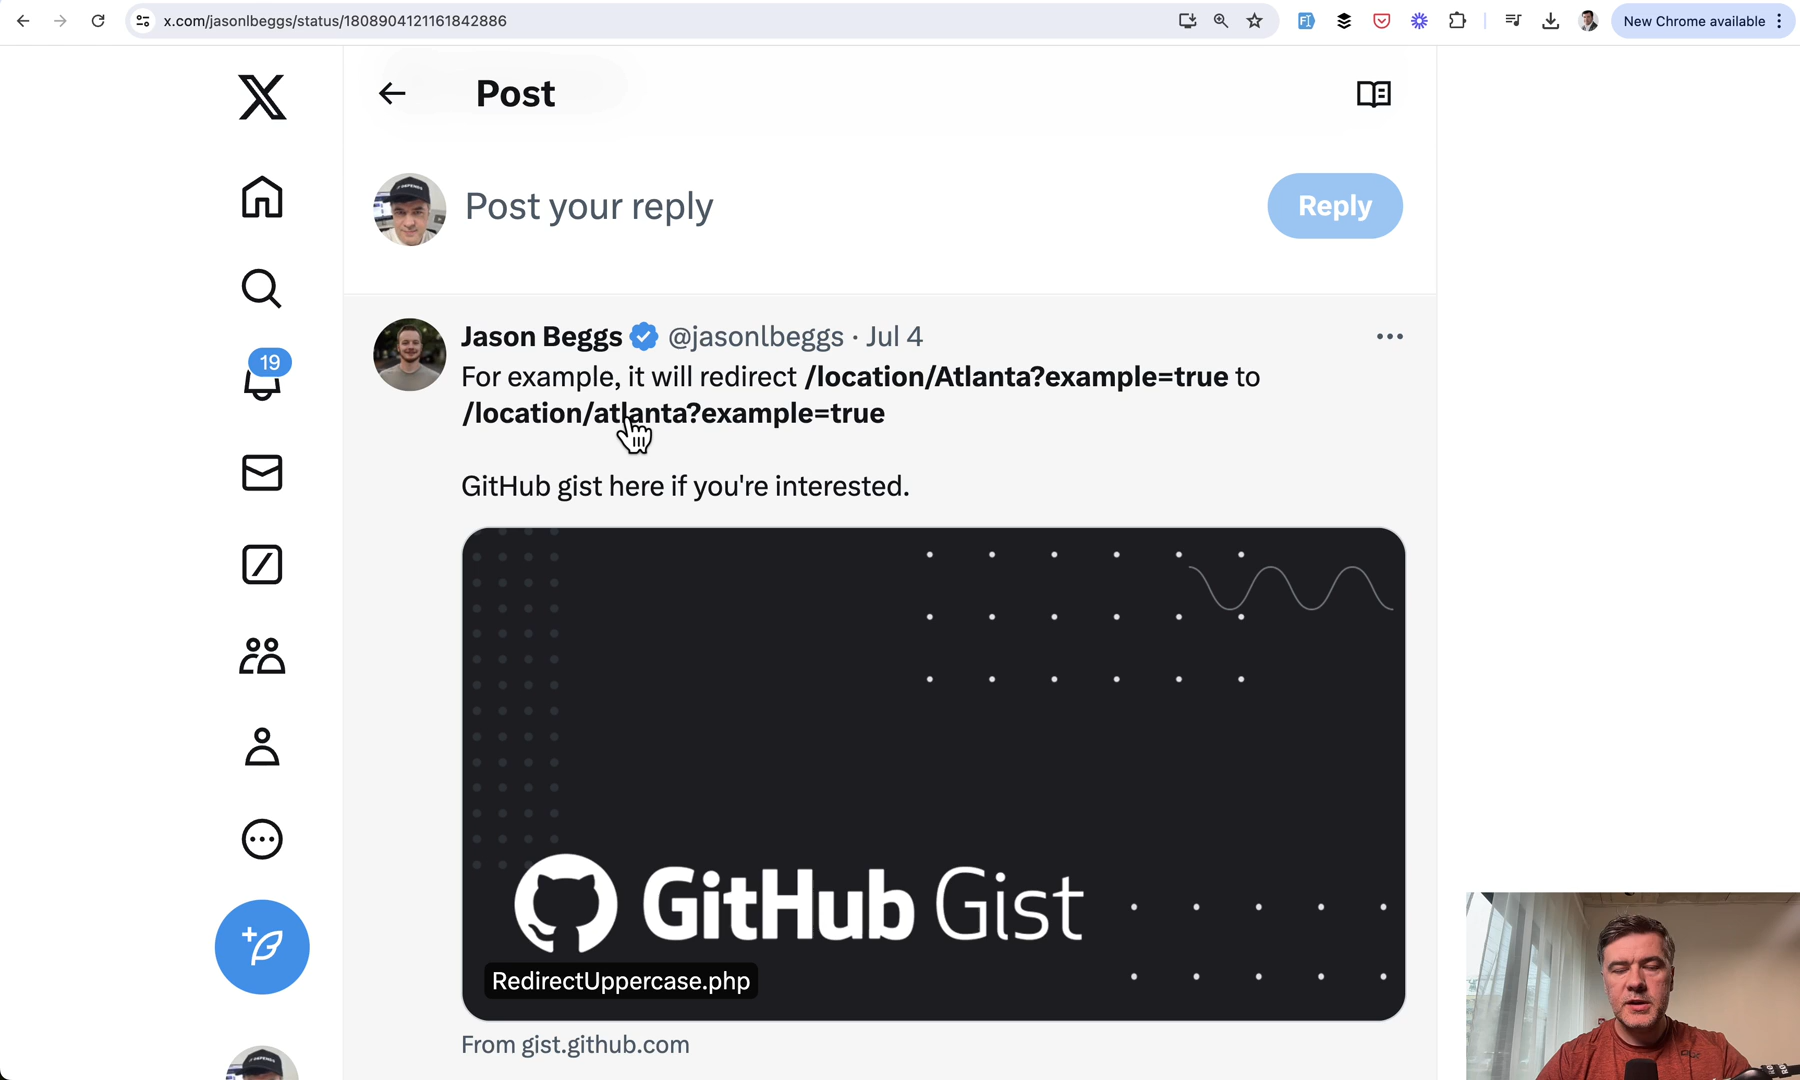 x.com/jasonlbeggs/status/1808904121161842886
New Chrome available
Post
Post your reply
Reply
19
Jason Beggs @jasonlbeggs · Jul 4
For example, it will redirect /location/Atlanta?example=true to
/location/atlanta?example=true
GitHub gist here if you're interested.
GitHub Gist
RedirectUppercase.php
From gist.github.com